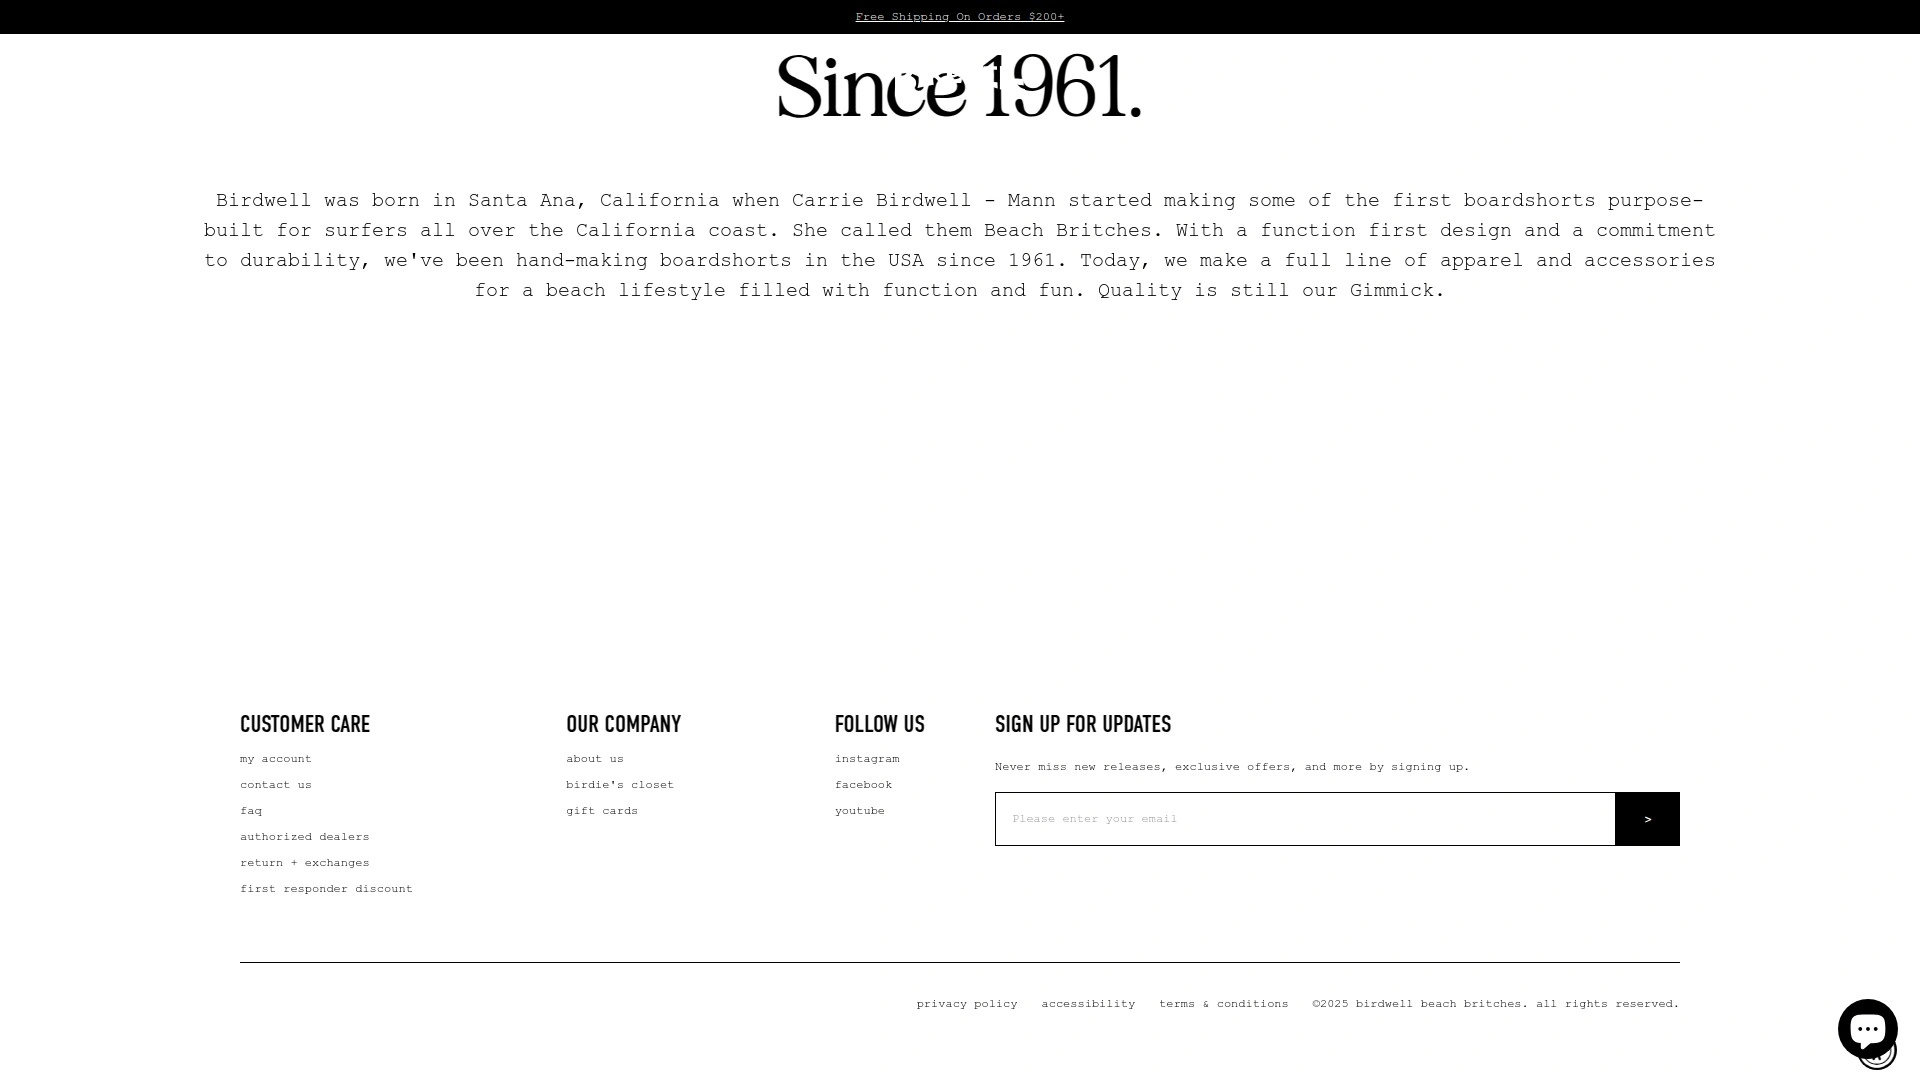 Free Shipping On Orders $200+
Since 1961.
Birdwell was born in Santa Ana, California when Carrie Birdwell - Mann started making some of the first boardshorts purpose-
built for surfers all over the California coast. She called them Beach Britches. With a function first design and a commitment
to durability, we've been hand-making boardshorts in the USA since 1961. Today, we make a full line of apparel and accessories
for a beach lifestyle filled with function and fun. Quality is still our Gimmick.
CUSTOMER CARE
my account
contact us
faq
authorized dealers
return + exchanges
first responder discount
OUR COMPANY
about us
birdie's closet
gift cards
FOLLOW US
instagram
facebook
youtube
SIGN UP FOR UPDATES
Never miss new releases, exclusive offers, and more by signing up.
Please enter your email
>
privacy policy
accessibility
terms & conditions
©2025 birdwell beach britches. all rights reserved.